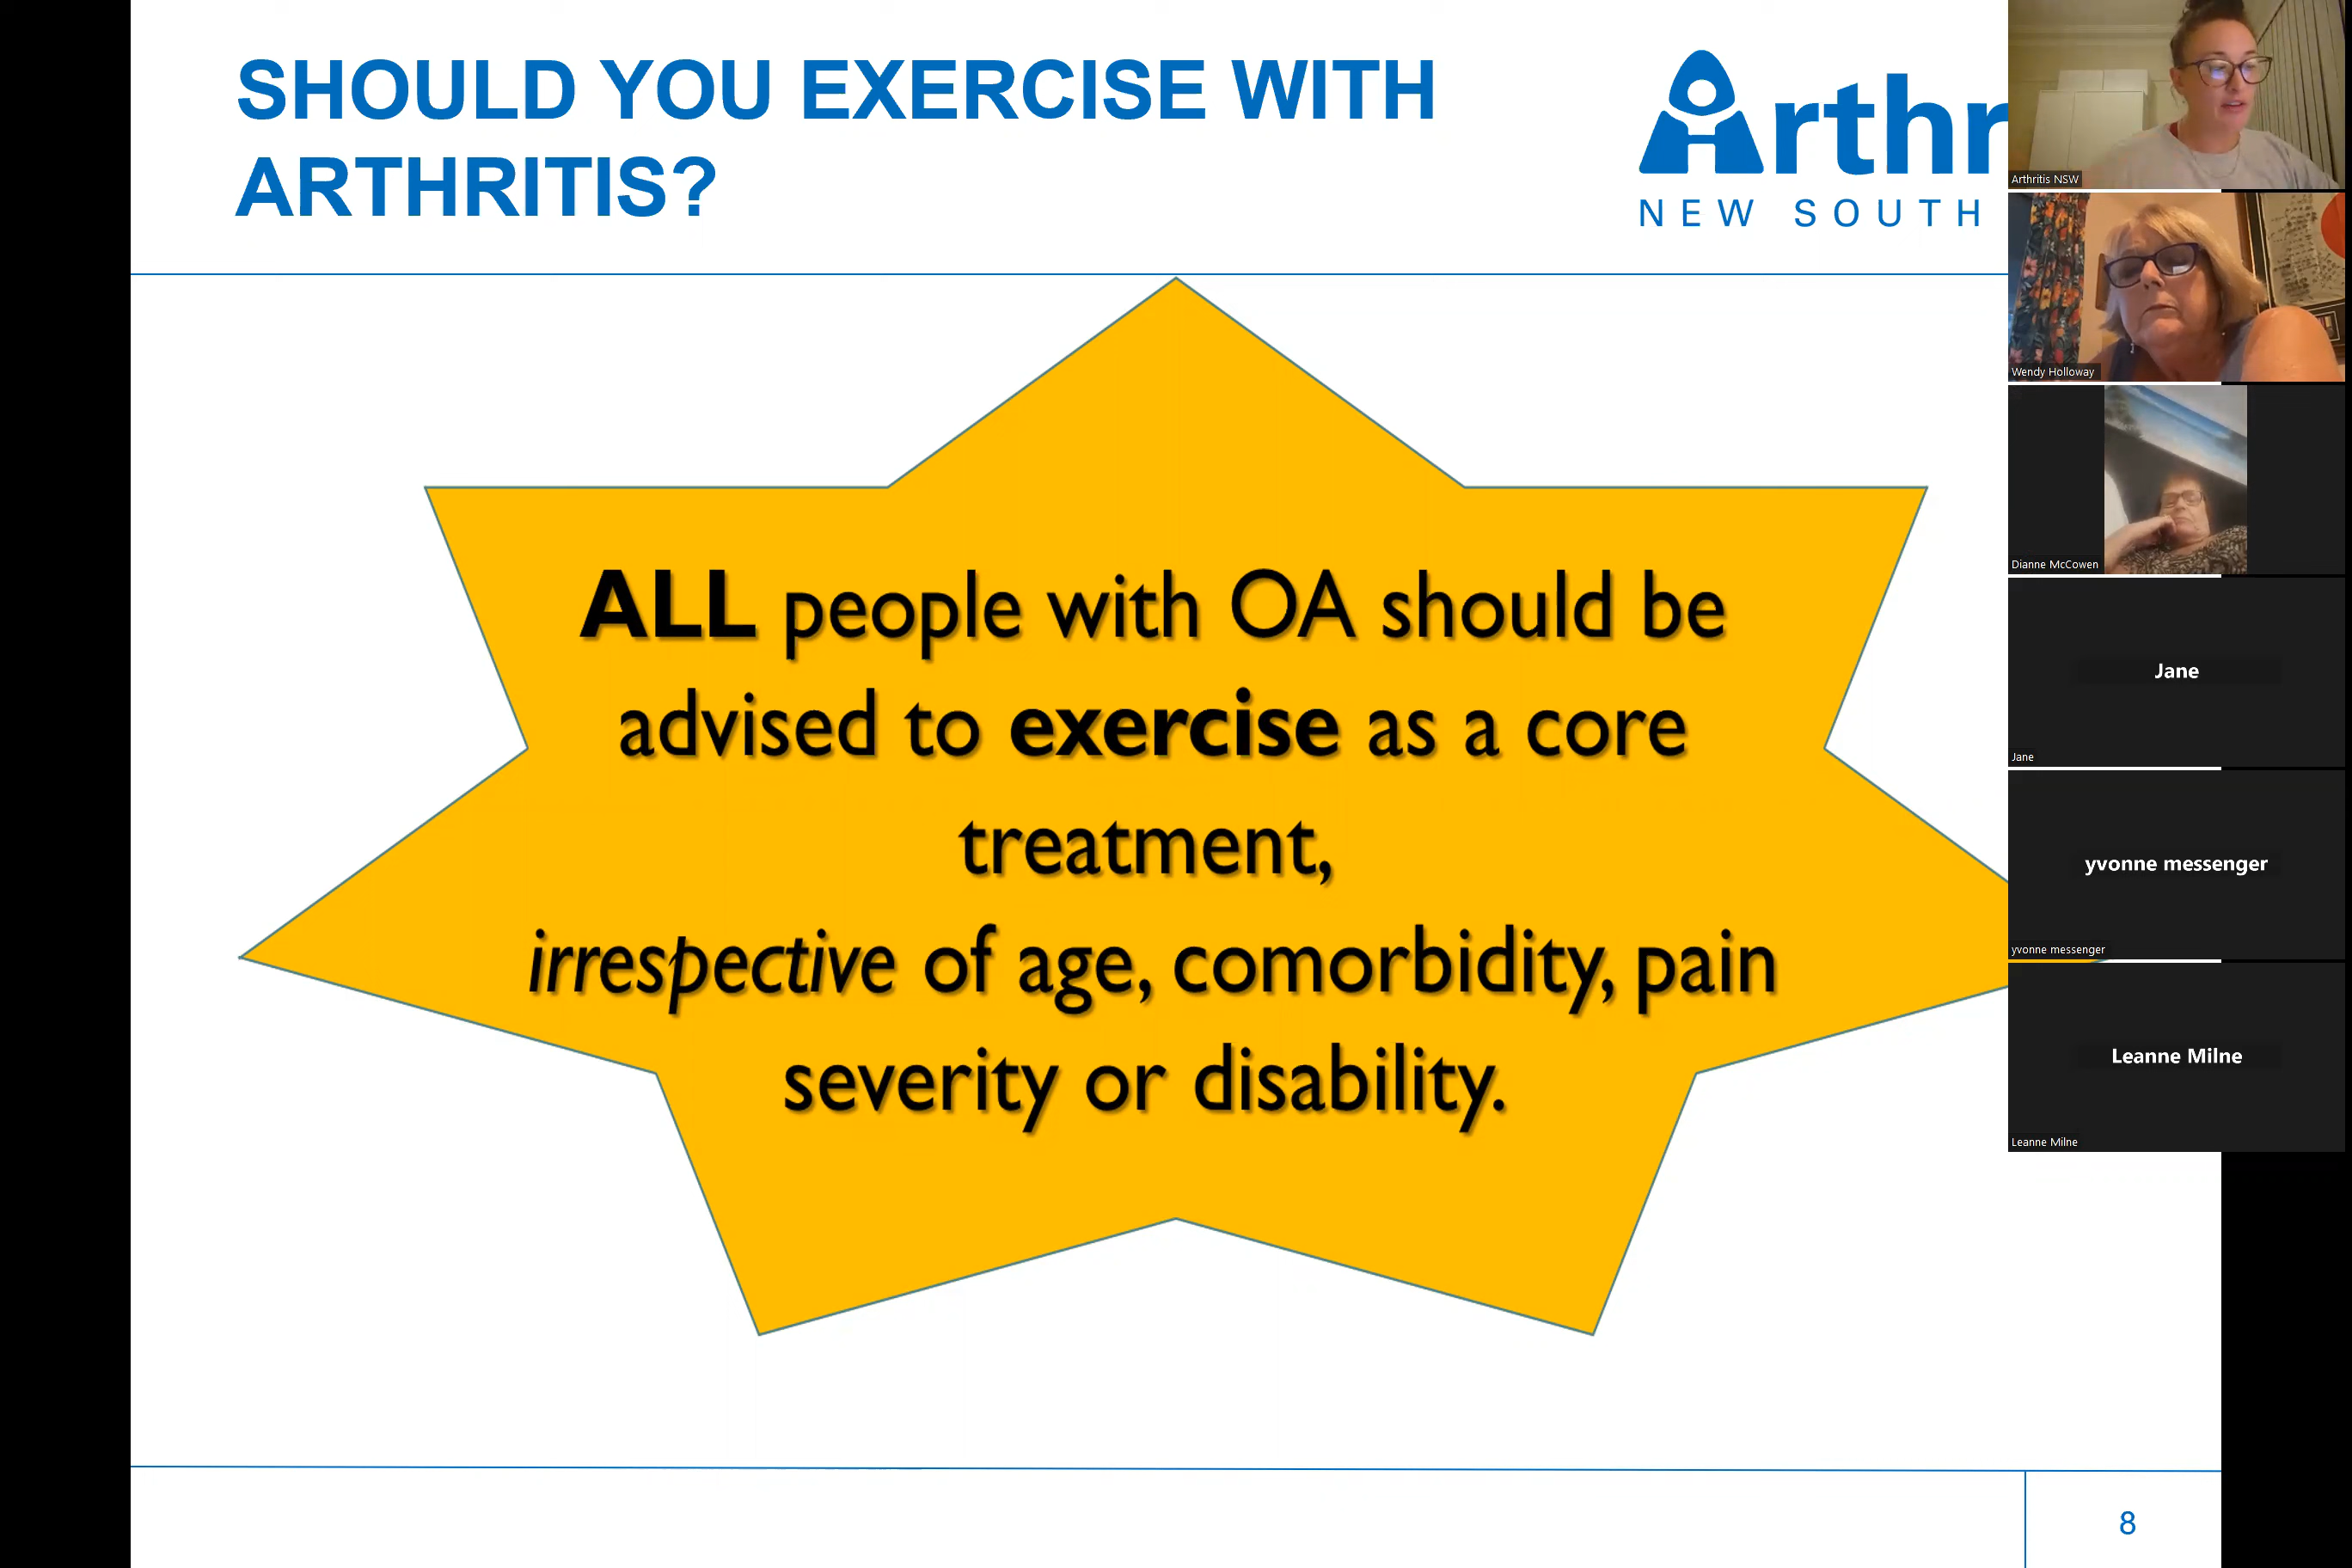 SHOULD YOU EXERCISE WITH
ARTHRITIS?
Arthr
NEW SOUTH
ALL people with OA should be
advised to exercise as a core
treatment,
irrespective of age, comorbidity, pain
severity or disability.
8
Arthritis NSW
Wendy Holloway
Dianne McCowen
Jane
Jane
yvonne messenger
yvonne messenger
Leanne Milne
Leanne Milne